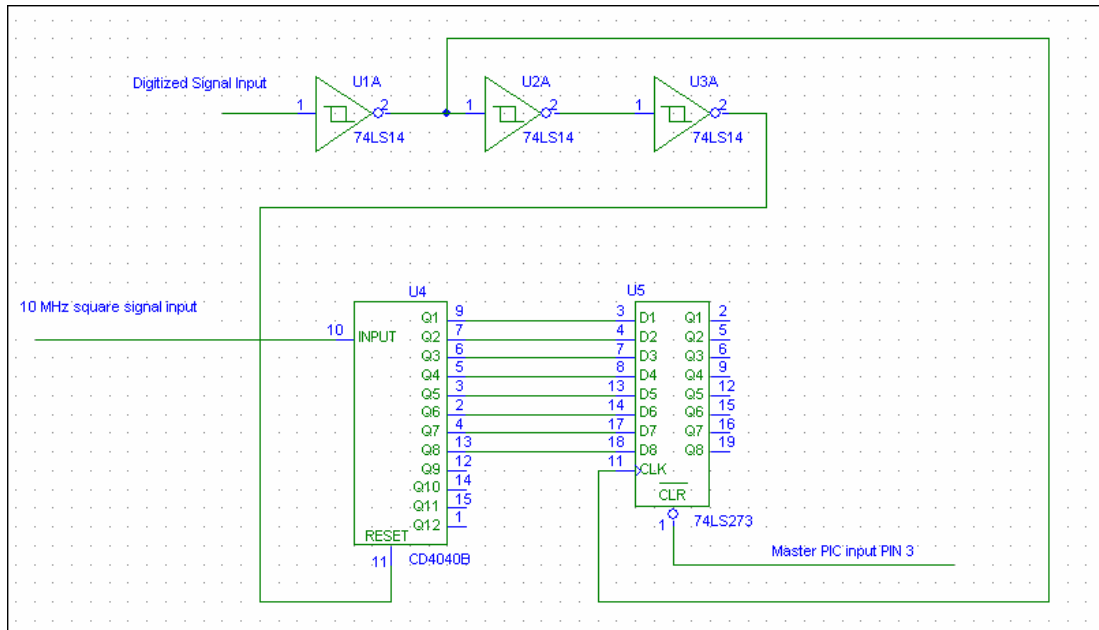 Digitized Signal Input
U1A
U2A
U3A
1
2
1
2
1
2
74LS14
74LS14
74LS14
10 MHz square signal input
U4
U5
10
INPUT
Q1 9
Q2 7
Q3 6
Q4 5
Q5 3
Q6 2
Q7 4
Q8 13
Q9 12
Q10 14
Q11 15
Q12 1
RESET
11
CD4040B
3 D1 Q1 2
4 D2 Q2 5
7 D3 Q3 6
8 D4 Q4 9
13 D5 Q5 12
14 D6 Q6 15
17 D7 Q7 16
18 D8 Q8 19
11 CLK
CLR
1
74LS273
Master PIC input PIN 3